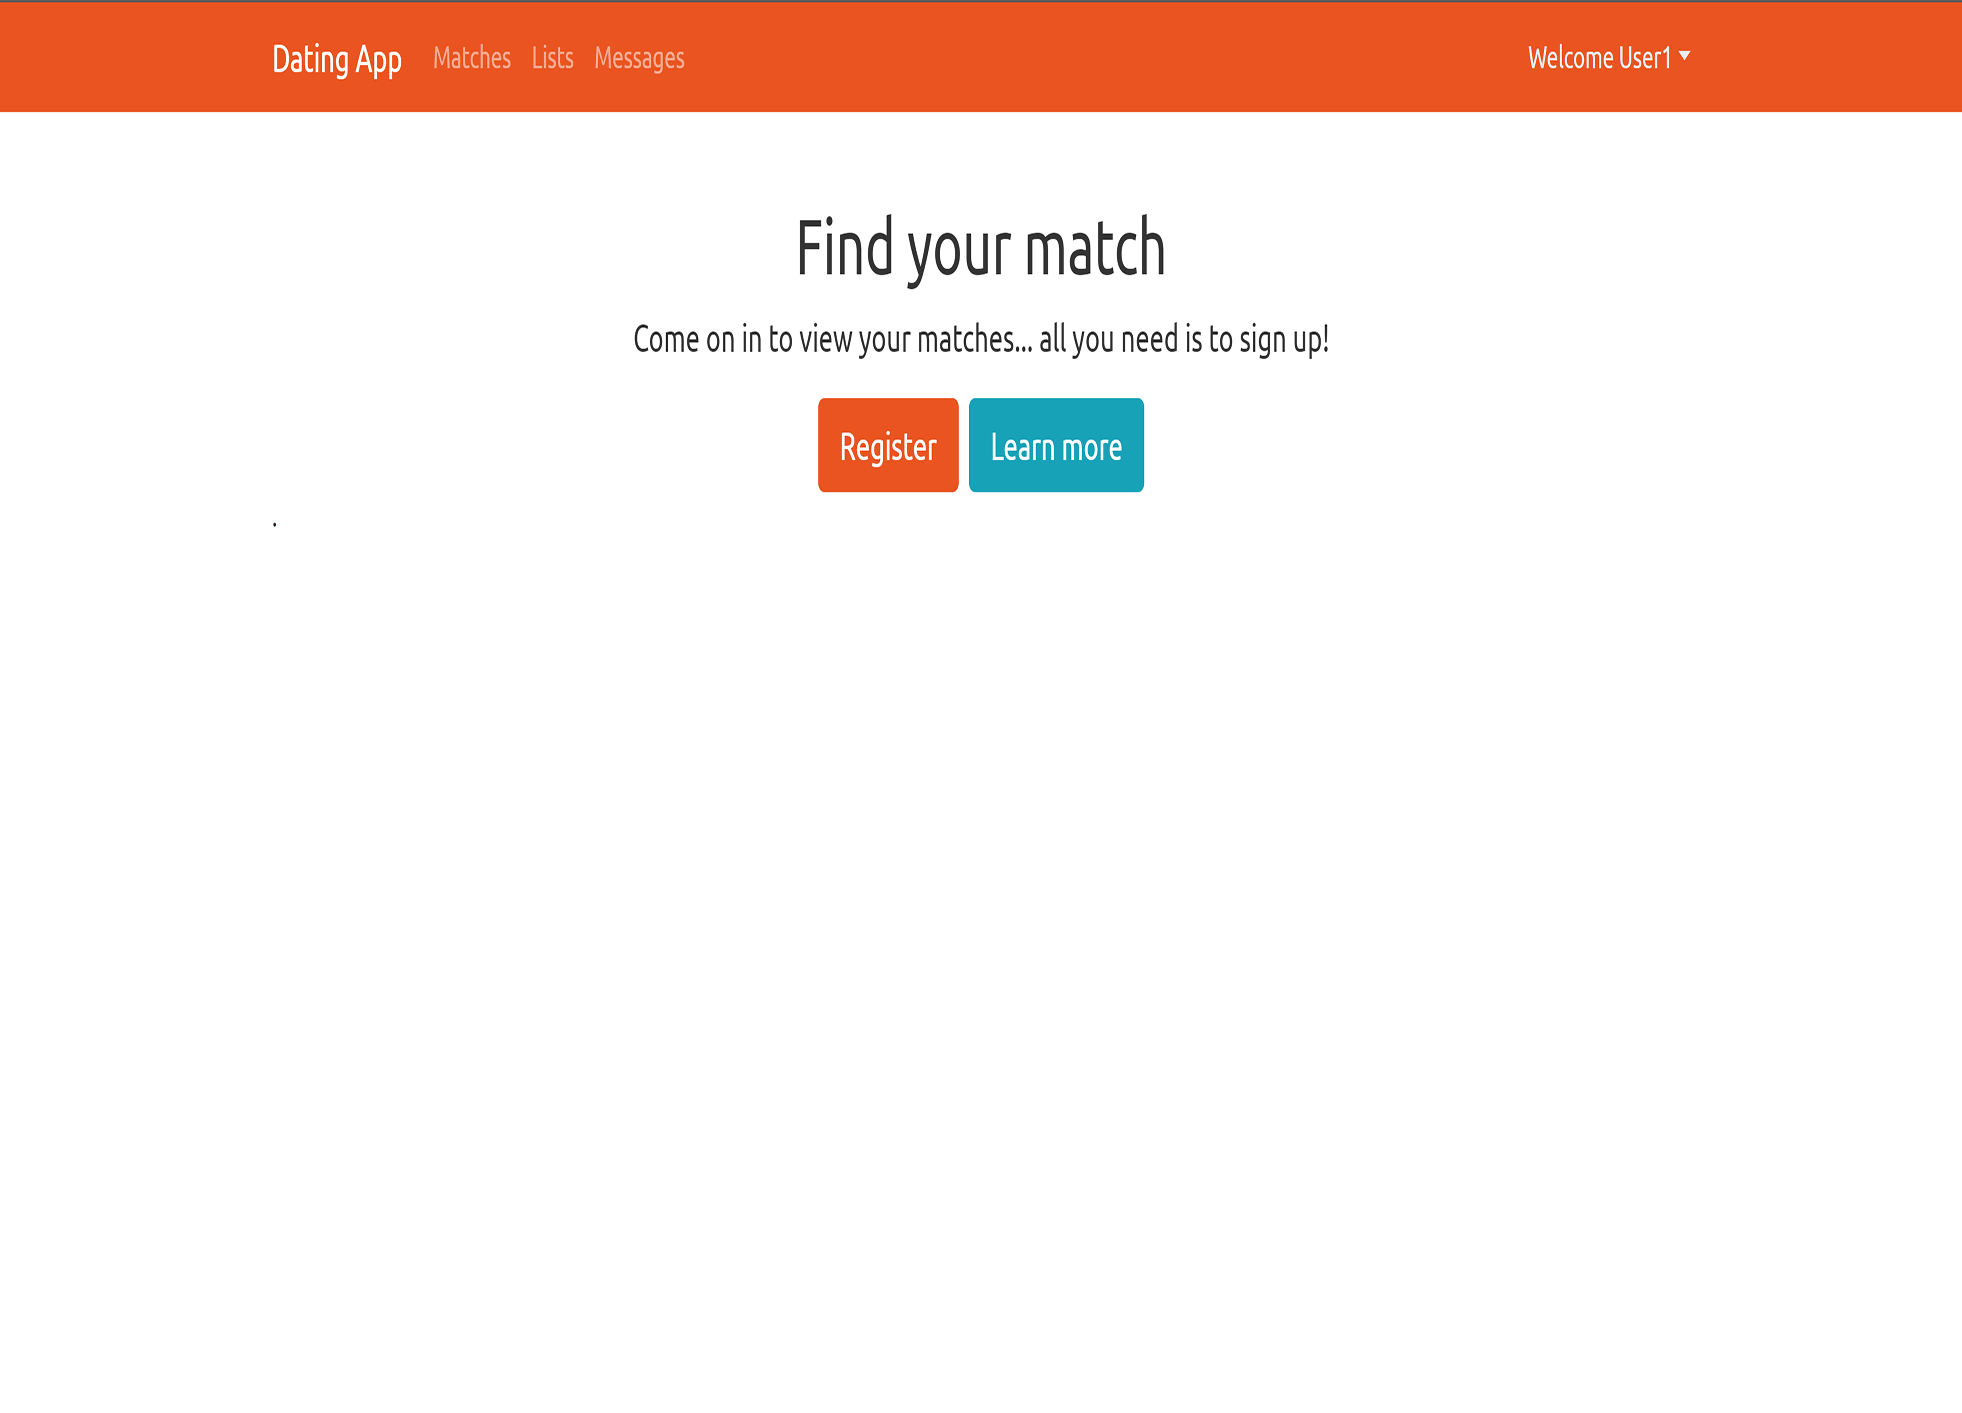 Dating App Matches Lists Messages Welcome User1
Find your match
Come on in to view your matches... all you need is to sign up!
Register Learn more
.